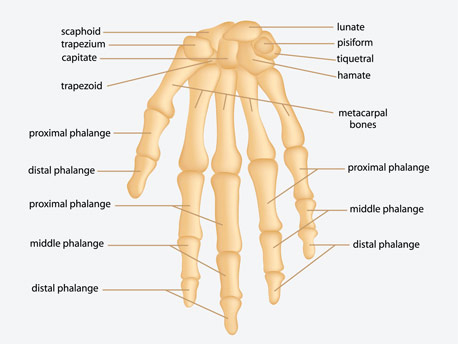 scaphoid
trapezium
capitate
trapezoid
proximal phalange
distal phalange
proximal phalange
middle phalange
distal phalange
lunate
pisiform
tiquetral
hamate
metacarpal
bones
proximal phalange
middle phalange
distal phalange